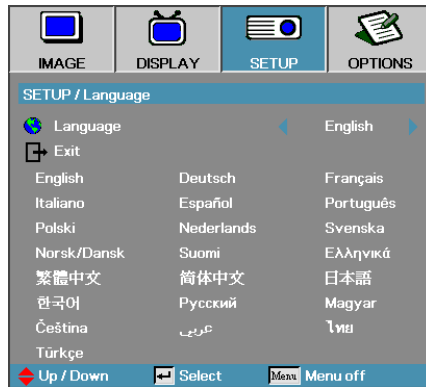 IMAGE DISPLAY SETUP OPTIONS
SETUP / Language
Language English
Exit
English Deutsch Français
Italiano Español Português
Polski Nederlands Svenska
Norsk/Dansk Suomi Ελληνικά
繁體中文 简体中文 日本語
한국어 Русский Magyar
Čeština عربي ไทย
Türkçe
Up / Down Select Menu Menu off